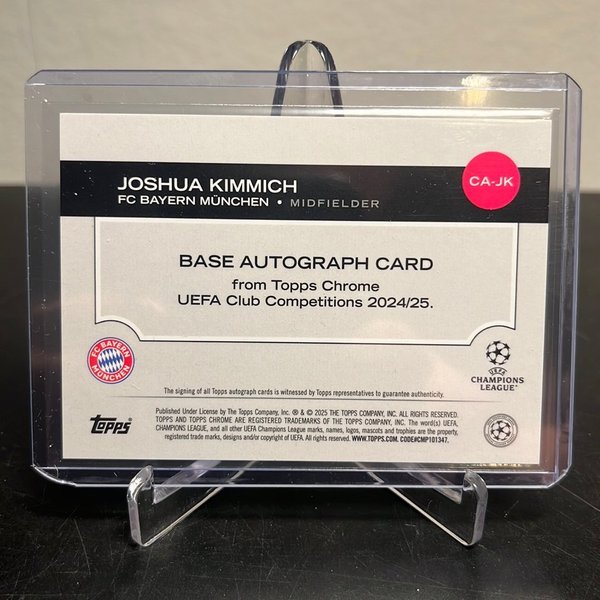 JOSHUA KIMMICH
FC BAYERN MÜNCHEN • MIDFIELDER
CA-JK
BASE AUTOGRAPH CARD
from Topps Chrome
UEFA Club Competitions 2024/25.
FC BAYERN
MÜNCHEN
UEFA
CHAMPIONS
LEAGUE™
The signing of all Topps autograph cards is witnessed by Topps representatives to guarantee authenticity.
topps®
Published Under License by The Topps Company, Inc. ® & © 2025 THE TOPPS COMPANY, INC. ALL RIGHTS RESERVED.
TOPPS AND TOPPS CHROME ARE REGISTERED TRADEMARKS OF THE TOPPS COMPANY, INC. The word(s) UEFA,
CHAMPIONS LEAGUE, and all other UEFA Champions League marks, names, logos, mascots and trophies are the property,
registered trade marks, designs and/or copyright of UEFA. All rights reserved. WWW.TOPPS.COM. CODE#CMP101347.